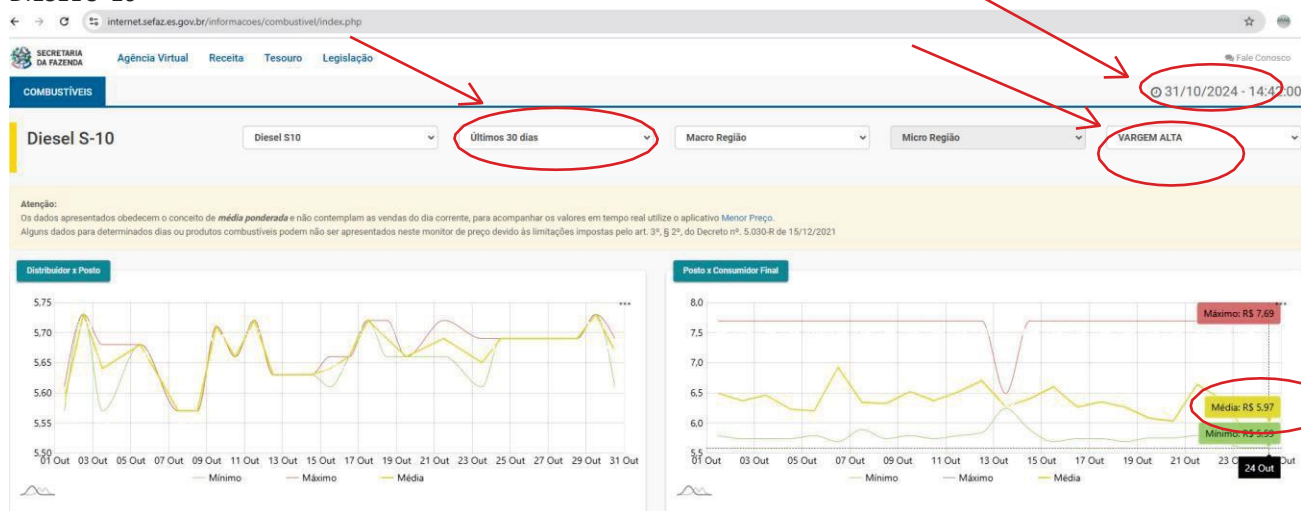 internet.sefaz.es.gov.br/informacoes/combustivel/index.php
SECRETARIA
DA FAZENDA
Agência Virtual Receita Tesouro Legislação
Fale Conosco
COMBUSTÍVEIS
31/10/2024 - 14:42:00
Diesel S-10
Diesel S10
Últimos 30 dias
Macro Região
Micro Região
VARGEM ALTA
Atenção:
Os dados apresentados obedecem o conceito de média ponderada e não contemplam as vendas do dia corrente, para acompanhar os valores em tempo real utilize o aplicativo Menor Preço.
Alguns dados para determinados dias ou produtos combustíveis podem não ser apresentados neste monitor de preço devido às limitações impostas pelo art. 3º, § 2º, do Decreto nº. 5.030-R de 15/12/2021
Distribuidor x Posto
5.75
5.70
5.65
5.60
5.55
5.50
01 Out 03 Out 05 Out 07 Out 09 Out 11 Out 13 Out 15 Out 17 Out 19 Out 21 Out 23 Out 25 Out 27 Out 29 Out 31 Out
Mínimo Máximo Média
Posto x Consumidor Final
8.0
7.5
7.0
6.5
6.0
5.5
Máximo: R$ 7,69
Média: R$ 5,97
Mínimo: R$ 5,59
01 Out 03 Out 05 Out 07 Out 09 Out 11 Out 13 Out 15 Out 17 Out 19 Out 21 Out 23 O
24 Out
Out
Mínimo Máximo Média